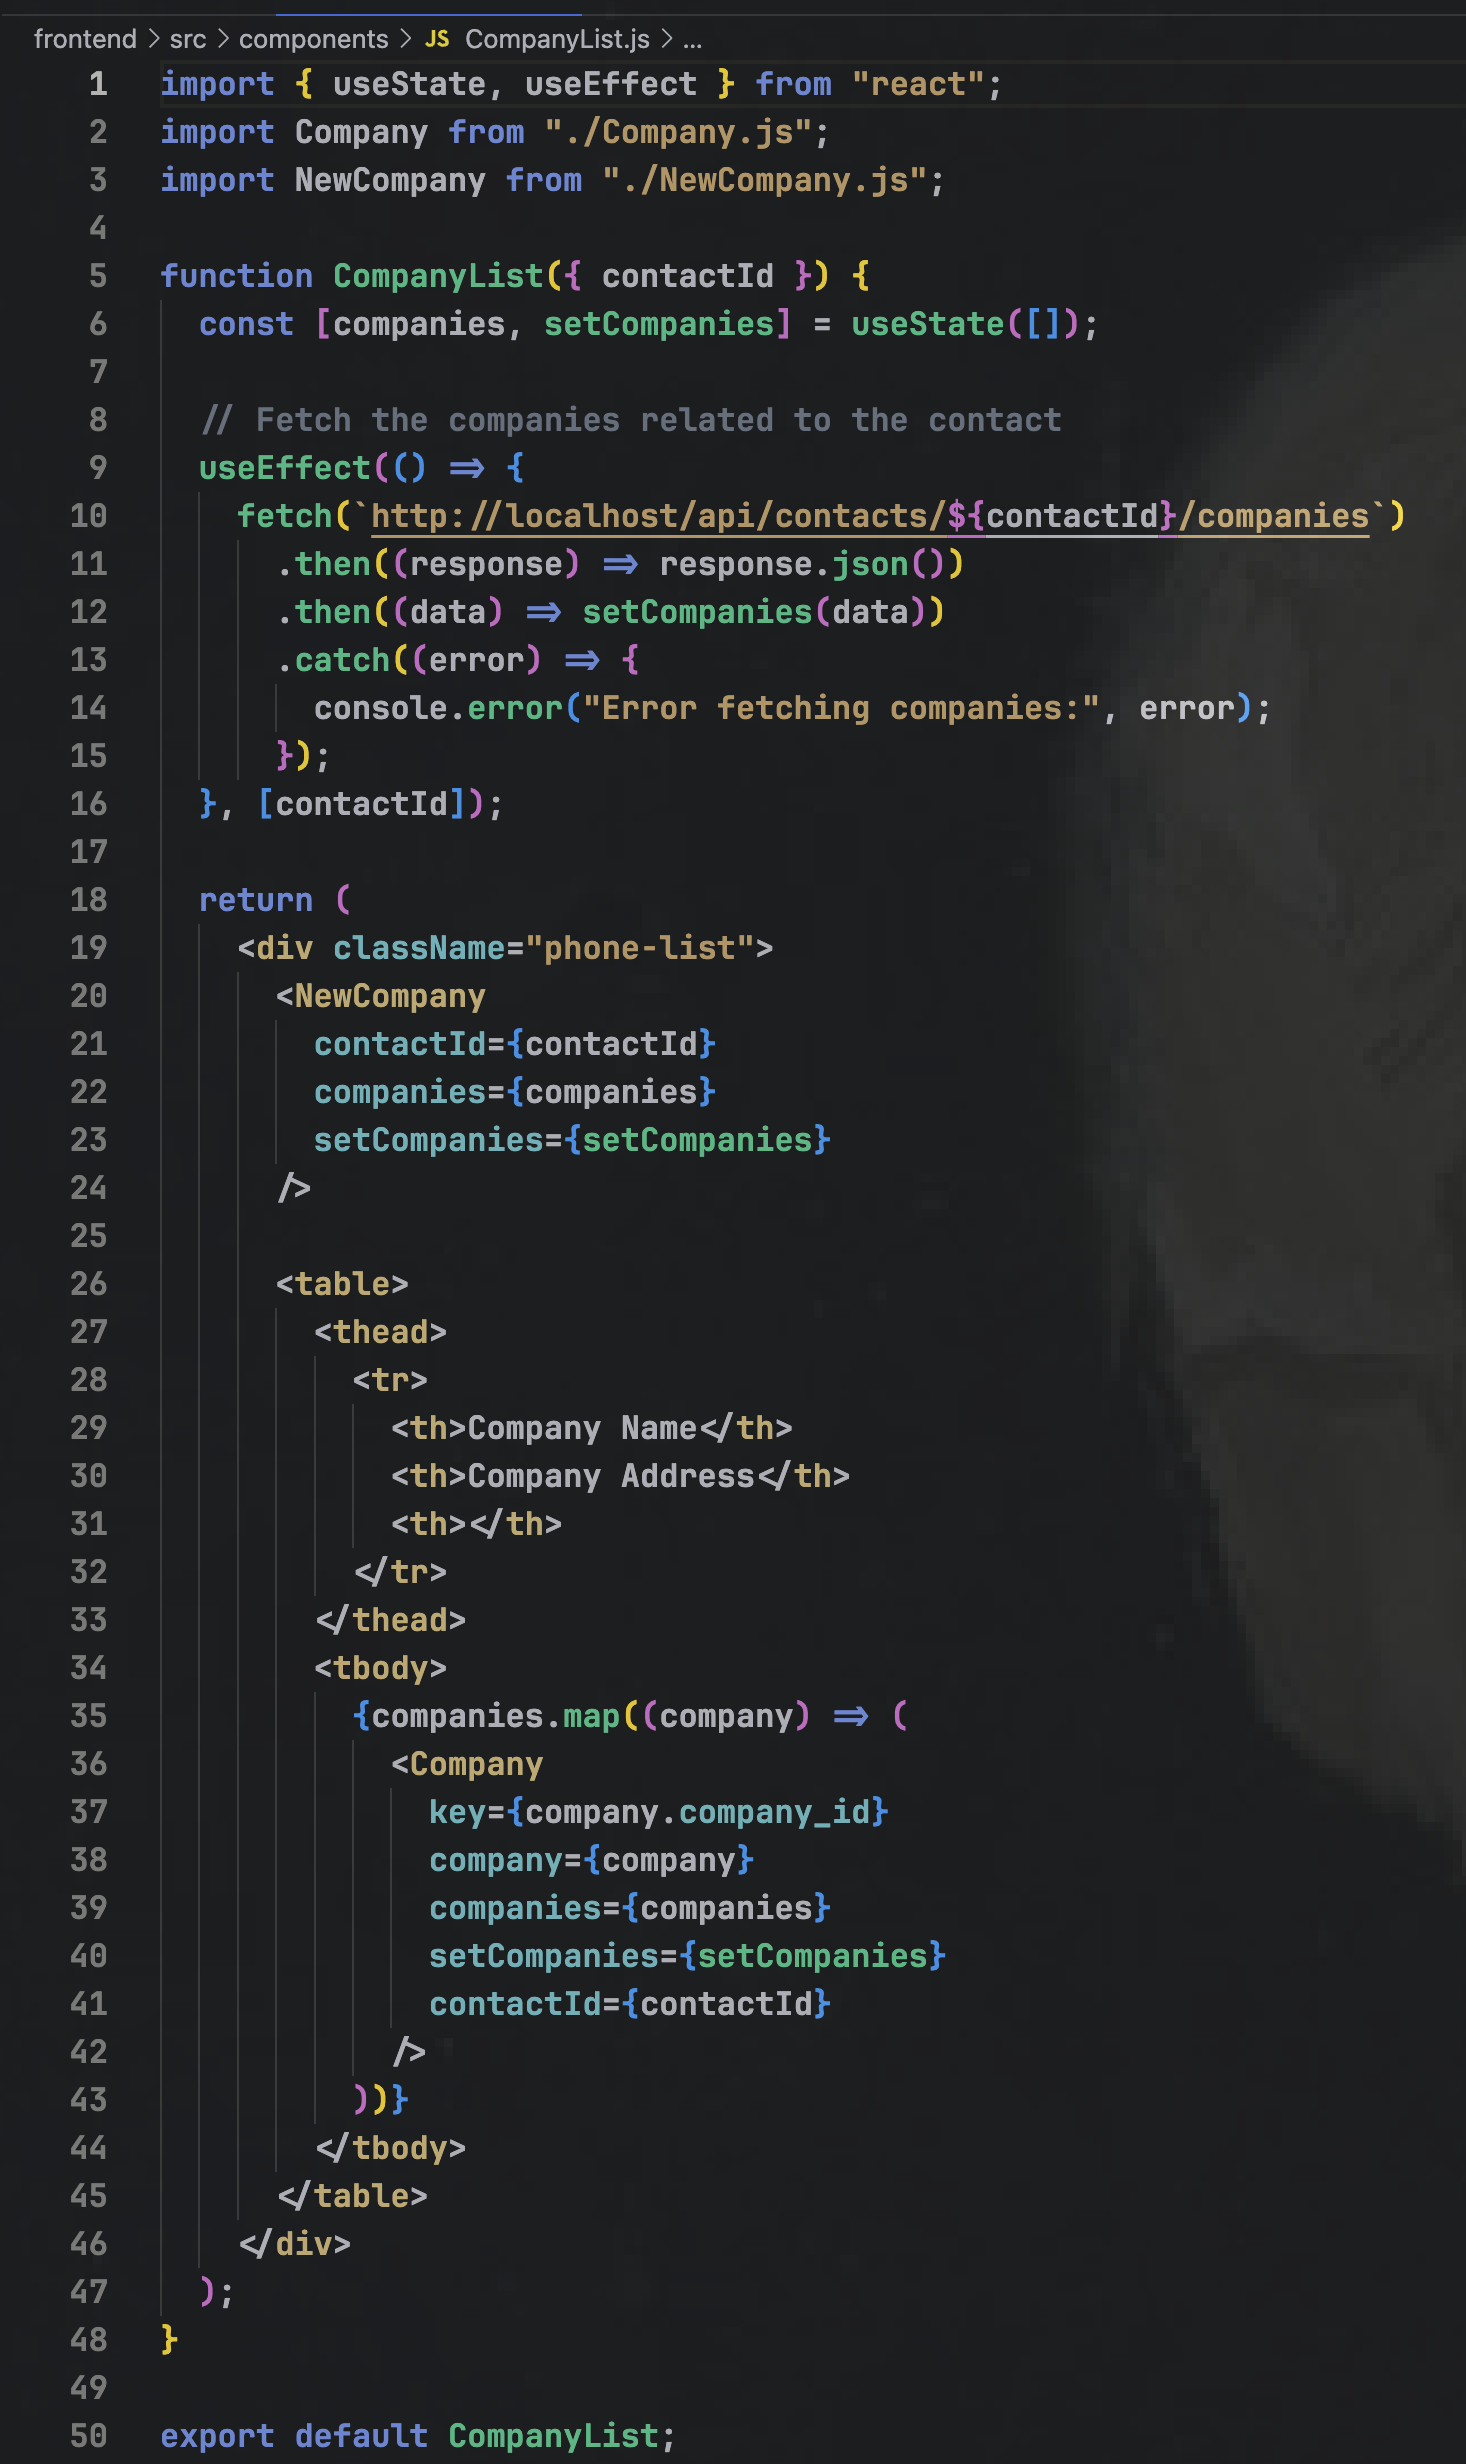 frontend > src > components > JS CompanyList.js > ...
1 import { useState, useEffect } from "react";
2 import Company from "./Company.js";
3 import NewCompany from "./NewCompany.js";
4
5 function CompanyList({ contactId }) {
6   const [companies, setCompanies] = useState([]);
7
8   // Fetch the companies related to the contact
9   useEffect(() => {
10     fetch(`http://localhost/api/contacts/${contactId}/companies`)
11       .then((response) => response.json())
12       .then((data) => setCompanies(data))
13       .catch((error) => {
14         console.error("Error fetching companies:", error);
15       });
16   }, [contactId]);
17
18   return (
19     <div className="phone-list">
20       <NewCompany
21         contactId={contactId}
22         companies={companies}
23         setCompanies={setCompanies}
24       />
25
26       <table>
27         <thead>
28           <tr>
29             <th>Company Name</th>
30             <th>Company Address</th>
31             <th></th>
32           </tr>
33         </thead>
34         <tbody>
35           {companies.map((company) => (
36             <Company
37               key={company.company_id}
38               company={company}
39               companies={companies}
40               setCompanies={setCompanies}
41               contactId={contactId}
42             />
43           ))}
44         </tbody>
45       </table>
46     </div>
47   );
48 }
49
50 export default CompanyList;